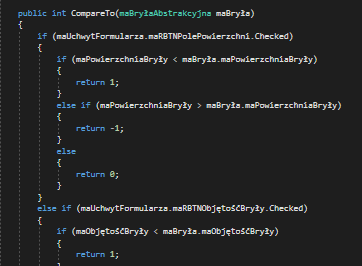 public int CompareTo(maBryłaAbstrakcyjna maBryła)
{
if (maUchwytFormularza.maRBTNPolePowierzchni.Checked)
{
if (maPowierzchniaBryły < maBryła.maPowierzchniaBryły)
{
return 1;
}
else if (maPowierzchniaBryły > maBryła.maPowierzchniaBryły)
{
return -1;
}
else
{
return 0;
}
}
else if (maUchwytFormularza.maRBTNObjętośćBryły.Checked)
{
if (maObjętośćBryły < maBryła.maObjętośćBryły)
{
return 1;
}